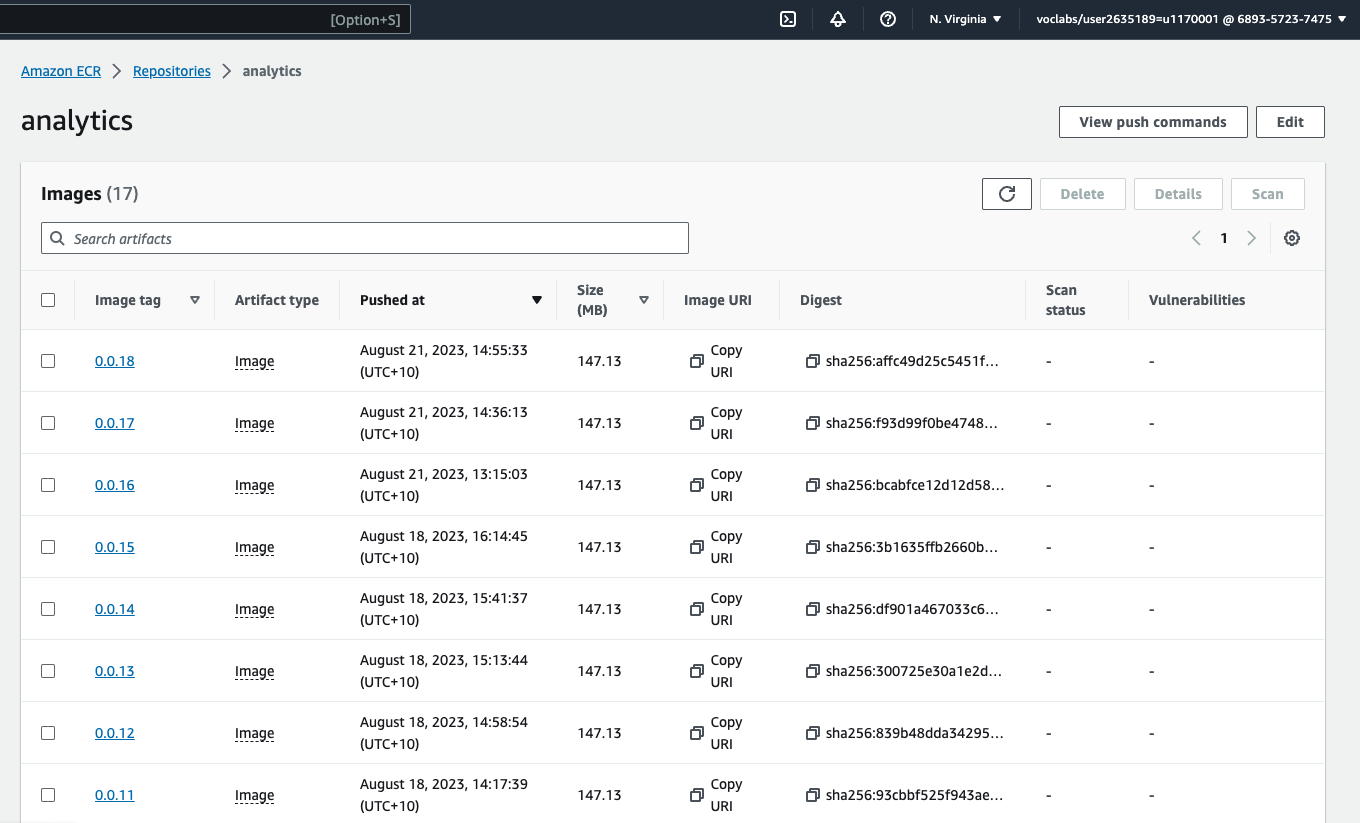 [Option+S]
N. Virginia
voclabs/user2635189=u1170001 @ 6893-5723-7475
Amazon ECR
Repositories
analytics
analytics
View push commands
Edit
Images (17)
Delete
Details
Scan
Search artifacts
1
Image tag
Artifact type
Pushed at
Size
(MB)
Image URI
Digest
Scan
status
Vulnerabilities
0.0.18
Image
August 21, 2023, 14:55:33
(UTC+10)
147.13
Copy
URI
sha256:affc49d25c5451f...
-
-
0.0.17
Image
August 21, 2023, 14:36:13
(UTC+10)
147.13
Copy
URI
sha256:f93d99f0be4748...
-
-
0.0.16
Image
August 21, 2023, 13:15:03
(UTC+10)
147.13
Copy
URI
sha256:bcabfce12d12d58...
-
-
0.0.15
Image
August 18, 2023, 16:14:45
(UTC+10)
147.13
Copy
URI
sha256:3b1635ffb2660b...
-
-
0.0.14
Image
August 18, 2023, 15:41:37
(UTC+10)
147.13
Copy
URI
sha256:df901a467033c6...
-
-
0.0.13
Image
August 18, 2023, 15:13:44
(UTC+10)
147.13
Copy
URI
sha256:300725e30a1e2d...
-
-
0.0.12
Image
August 18, 2023, 14:58:54
(UTC+10)
147.13
Copy
URI
sha256:839b48dda34295...
-
-
0.0.11
Image
August 18, 2023, 14:17:39
(UTC+10)
147.13
Copy
URI
sha256:93cbbf525f943ae...
-
-